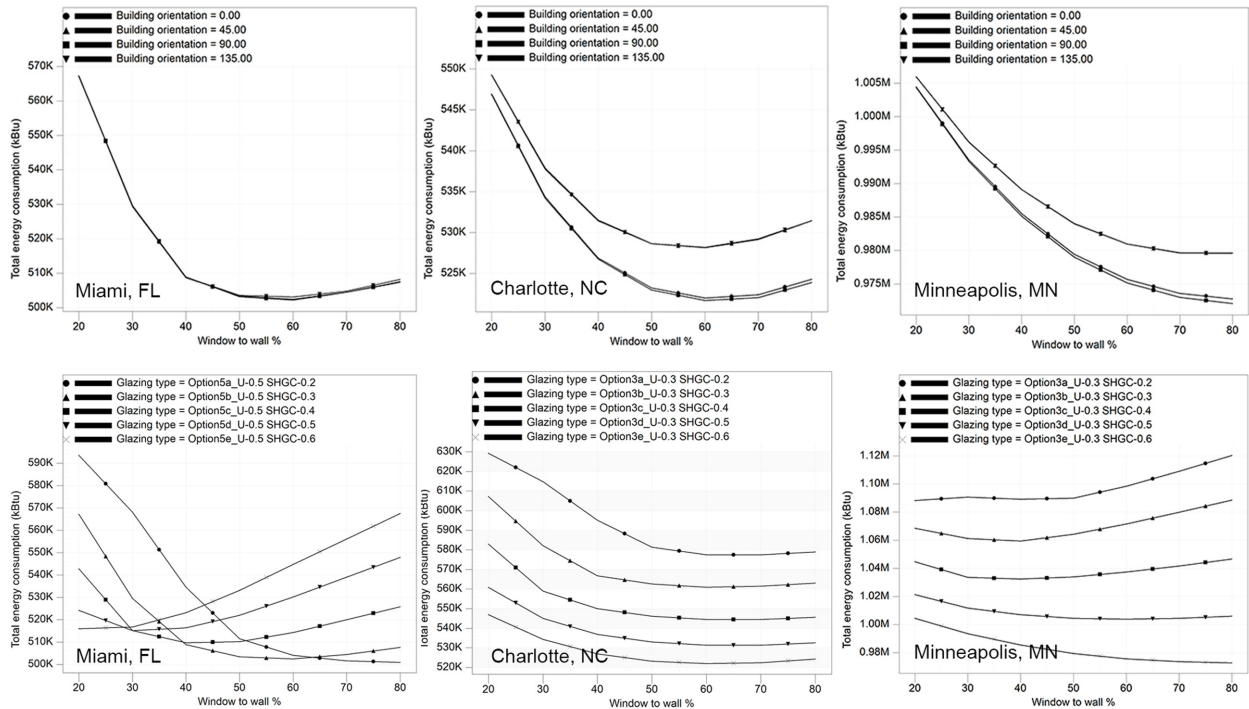 Building orientation = 0.00
Building orientation = 45.00
Building orientation = 90.00
Building orientation = 135.00
570K
560K
550K
540K
530K
520K
510K
500K
Total energy consumption (kBtu)
Miami, FL
20 30 40 50 60 70 80
Window to wall %
Building orientation = 0.00
Building orientation = 45.00
Building orientation = 90.00
Building orientation = 135.00
550K
545K
540K
535K
530K
525K
Total energy consumption (kBtu)
Charlotte, NC
20 30 40 50 60 70 80
Window to wall %
Building orientation = 0.00
Building orientation = 45.00
Building orientation = 90.00
Building orientation = 135.00
1.005M
1.000M
0.995M
0.990M
0.985M
0.980M
0.975M
Total energy consumption (kBtu)
Minneapolis, MN
20 30 40 50 60 70 80
Window to wall %
Glazing type = Option5a_U-0.5 SHGC-0.2
Glazing type = Option5b_U-0.5 SHGC-0.3
Glazing type = Option5c_U-0.5 SHGC-0.4
Glazing type = Option5d_U-0.5 SHGC-0.5
Glazing type = Option5e_U-0.5 SHGC-0.6
590K
580K
570K
560K
550K
540K
530K
520K
510K
500K
Total energy consumption (kBtu)
Miami, FL
20 30 40 50 60 70 80
Window to wall %
Glazing type = Option3a_U-0.3 SHGC-0.2
Glazing type = Option3b_U-0.3 SHGC-0.3
Glazing type = Option3c_U-0.3 SHGC-0.4
Glazing type = Option3d_U-0.3 SHGC-0.5
Glazing type = Option3e_U-0.3 SHGC-0.6
630K
620K
610K
600K
590K
580K
570K
560K
550K
540K
530K
520K
Total energy consumption (kBtu)
Charlotte, NC
20 30 40 50 60 70 80
Window to wall %
Glazing type = Option3a_U-0.3 SHGC-0.2
Glazing type = Option3b_U-0.3 SHGC-0.3
Glazing type = Option3c_U-0.3 SHGC-0.4
Glazing type = Option3d_U-0.3 SHGC-0.5
Glazing type = Option3e_U-0.3 SHGC-0.6
1.12M
1.10M
1.08M
1.06M
1.04M
1.02M
1.00M
0.98M
Total energy consumption (kBtu)
Minneapolis, MN
20 30 40 50 60 70 80
Window to wall %